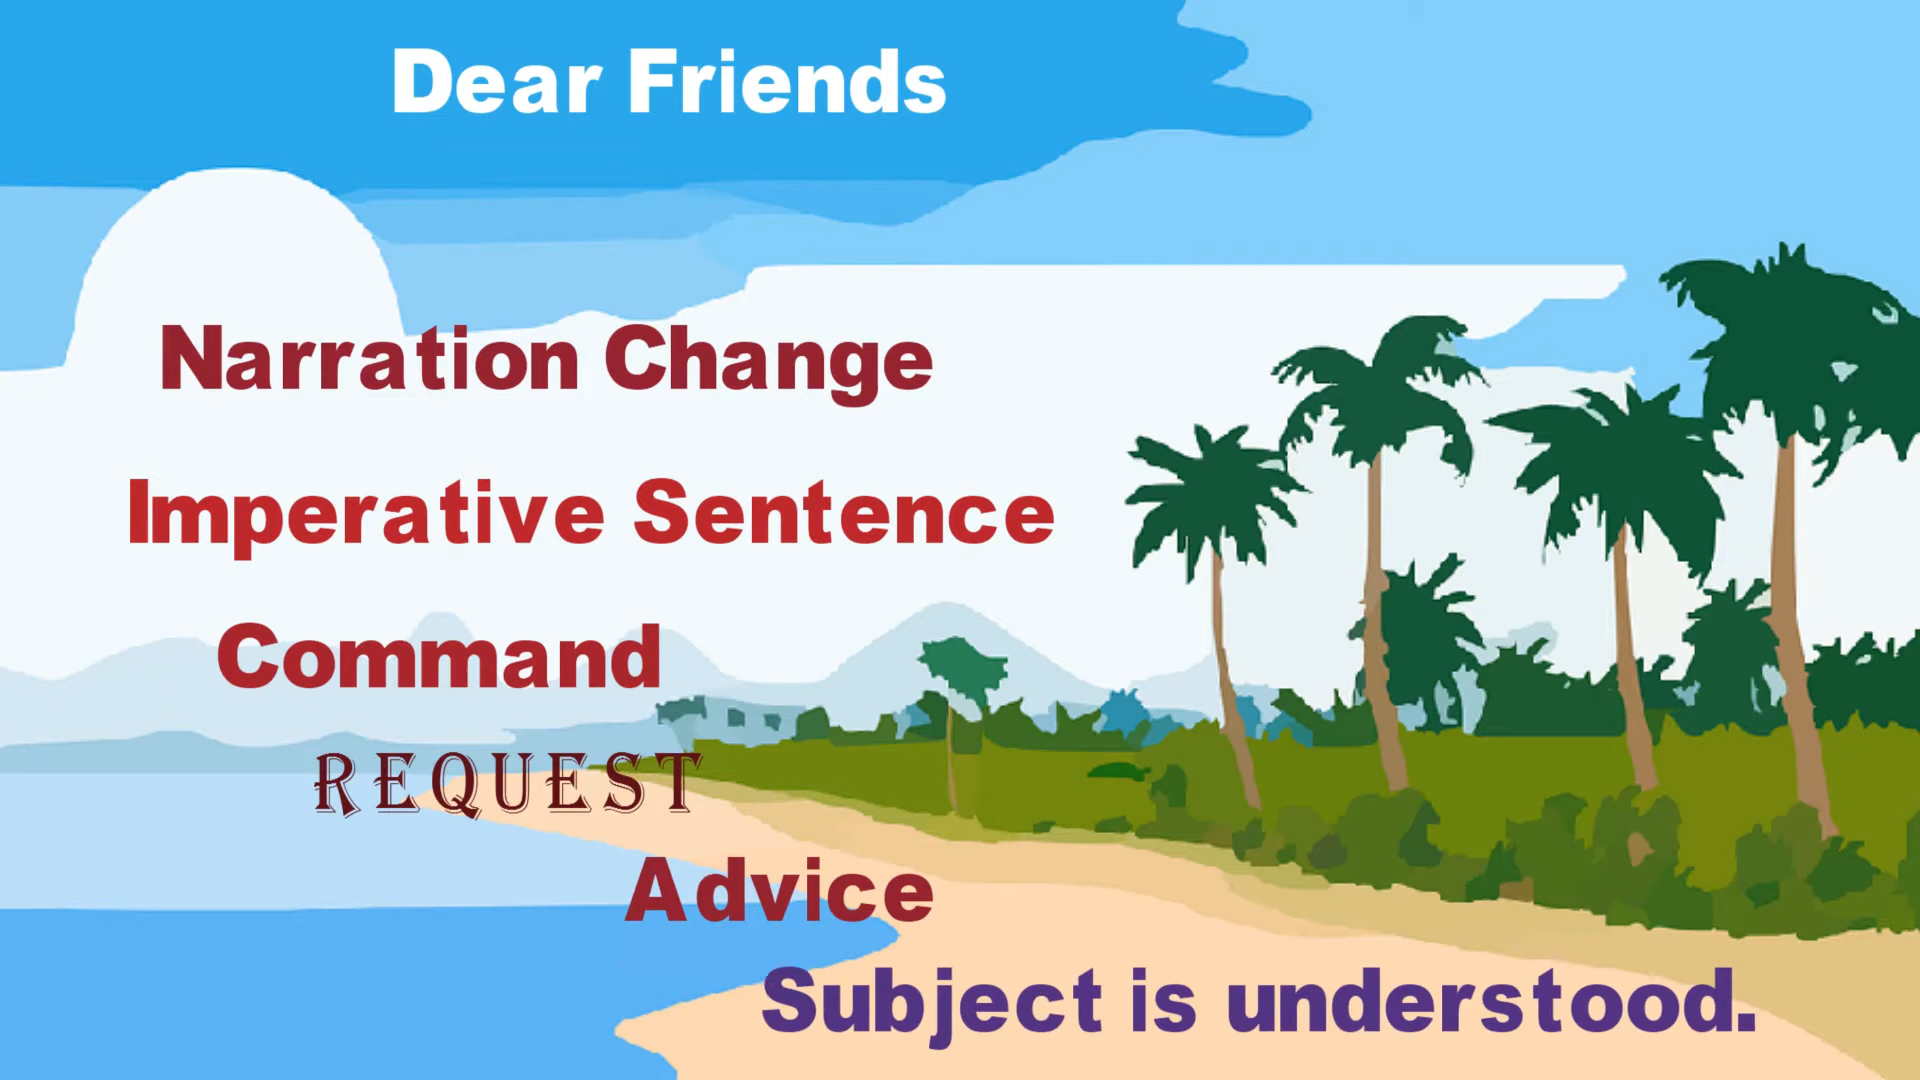 Dear Friends
Narration Change
Imperative Sentence
Command
REQUEST
Advice
Subject is understood.